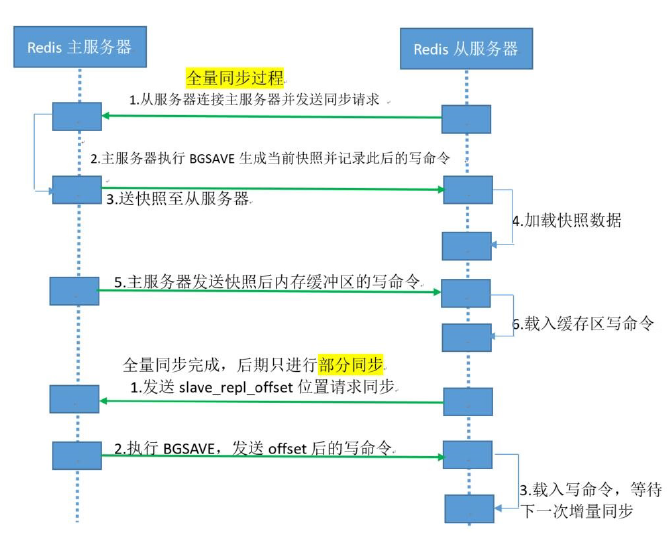 Redis 主服务器
Redis 从服务器
全量同步过程
1.从服务器连接主服务器并发送同步请求
2.主服务器执行 BGSAVE 生成当前快照并记录此后的写命令
3.送快照至从服务器
4.加载快照数据
5.主服务器发送快照后内存缓冲区的写命令
6.载入缓存区写命令
全量同步完成，后期只进行部分同步
1.发送 slave_repl_offset 位置请求同步
2.执行 BGSAVE，发送 offset 后的写命令
3.载入写命令，等待
下一次增量同步